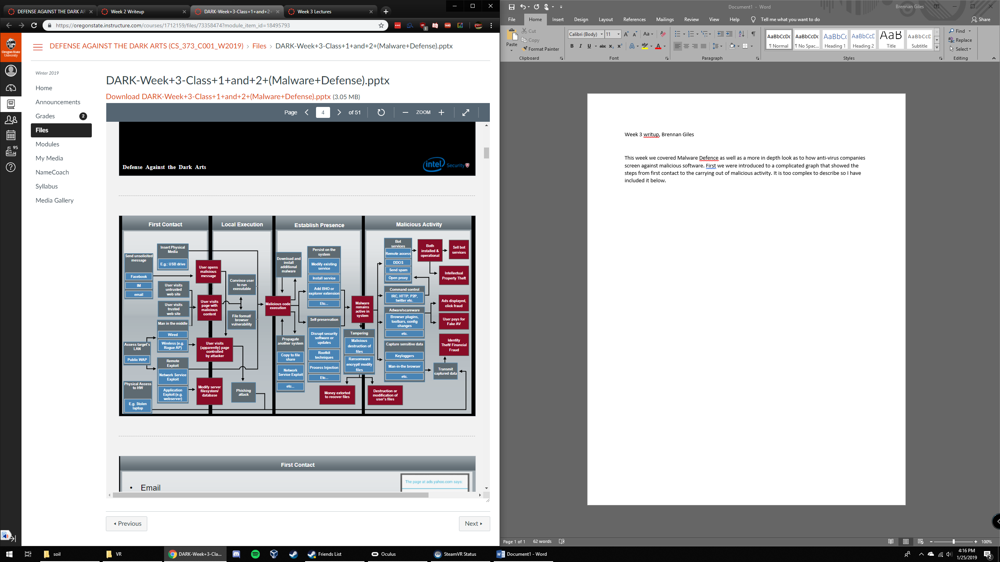 DEFENSE AGAINST THE DARK AR
Week 2 Writeup
DARK-Week+3-Class+1+and+2+
Week 3 Lectures
https://oregonstate.instructure.com/courses/1712159/files/73358474?module_item_id=18495793
1
1440
Oregon State
University
DEFENSE AGAINST THE DARK ARTS (CS_373_C001_W2019) › Files › DARK-Week+3-Class+1+and+2+(Malware+Defense).pptx
Winter 2019
Home
Announcements
Grades 2
Files
Modules
My Media
NameCoach
Syllabus
Media Gallery
95
DARK-Week+3-Class+1+and+2+(Malware+Defense).pptx
Download DARK-Week+3-Class+1+and+2+(Malware+Defense).pptx (3.05 MB)
Page 4 of 51 ZOOM
Defense Against the Dark Arts
intel Security
First Contact
Local Execution
Establish Presence
Malicious Activity
Send unsolicited
message
Facebook
IM
email
Insert Physical
Media
E.g.: USB drive
User visits
untrusted
web site
User visits
trusted
web site
Man in the middle
Wired
Wireless (e.g.
Rogue AP)
Access target's
LAN
Public WAP
Remote
Exploit
Network Service
Exploit
Application
Exploit (e.g.
webserver)
Physical Access
to HW
E.g. Stolen
laptop
User opens
malicious
message
User visits
page with
malicious
content
User visits
(apparently) page
controlled
by attacker
Modify server
filesystem/
database
Convince user
to run
executable
File format/
browser
vulnerability
Phishing
attack
Malicious code
execution
Download and
install
additional
malware
Propagate
another system
Copy to file
share
Network
Service Exploit
etc...
Persist on the
system
Modify existing
service
Install service
Add BHO or
explorer extension
Etc...
Self-preservation
Disrupt security
software or
updates
Rootkit
techniques
Process Injection
Etc...
Malware
remains
active in
system
Tampering
Malicious
destruction of
files
Ransomware
encrypt/ modify
files
Money extorted
to recover files
Destruction or
modification of
user's files
Bot
services
Remote access
DDOS
Send spam
Open proxy
Command control
IRC, HTTP, P2P,
twitter etc.
Adware/scareware
Browser plugins,
toolbars, config
changes
etc.
Capture sensitive data
Keyloggers
Man-in-the browser
etc.
Both
installed &
operational
Sell bot
services
Intellectual
Property Theft
Ads displayed,
click fraud
User pays for
Fake AV
Identity
Theft/ Financial
Fraud
Transmit
captured data
First Contact
• Email
The page at ads.yahoo.com says:
Previous
Next
Document1 - Word
Brennan Giles
File Home Insert Design Layout References Mailings Review View Help Tell me what you want to do Share
Paste
Cut
Copy
Format Painter
Clipboard
Calibri (Body) 11
Font
Paragraph
AaBbCcDc AaBbCcDc AaBbC AaBbCcD AaB AaBbCcD
¶ Normal ¶ No Spac... Heading 1 Heading 2 Title Subtitle
Styles
Find
Replace
Select
Editing
Week 3 writup, Brennan Giles
This week we covered Malware Defence as well as a more in depth look as to how anti-virus companies
screen against malicious software. First we were introduced to a complicated graph that showed the
steps from first contact to the carrying out of malicious activity. It is too complex to describe so I have
included it below.
Page 1 of 1 62 words
100%
soil
VR
DARK-Week+3-Cla...
Friends List
Oculus
SteamVR Status
Document1 - Word
4:16 PM
1/25/2019
2